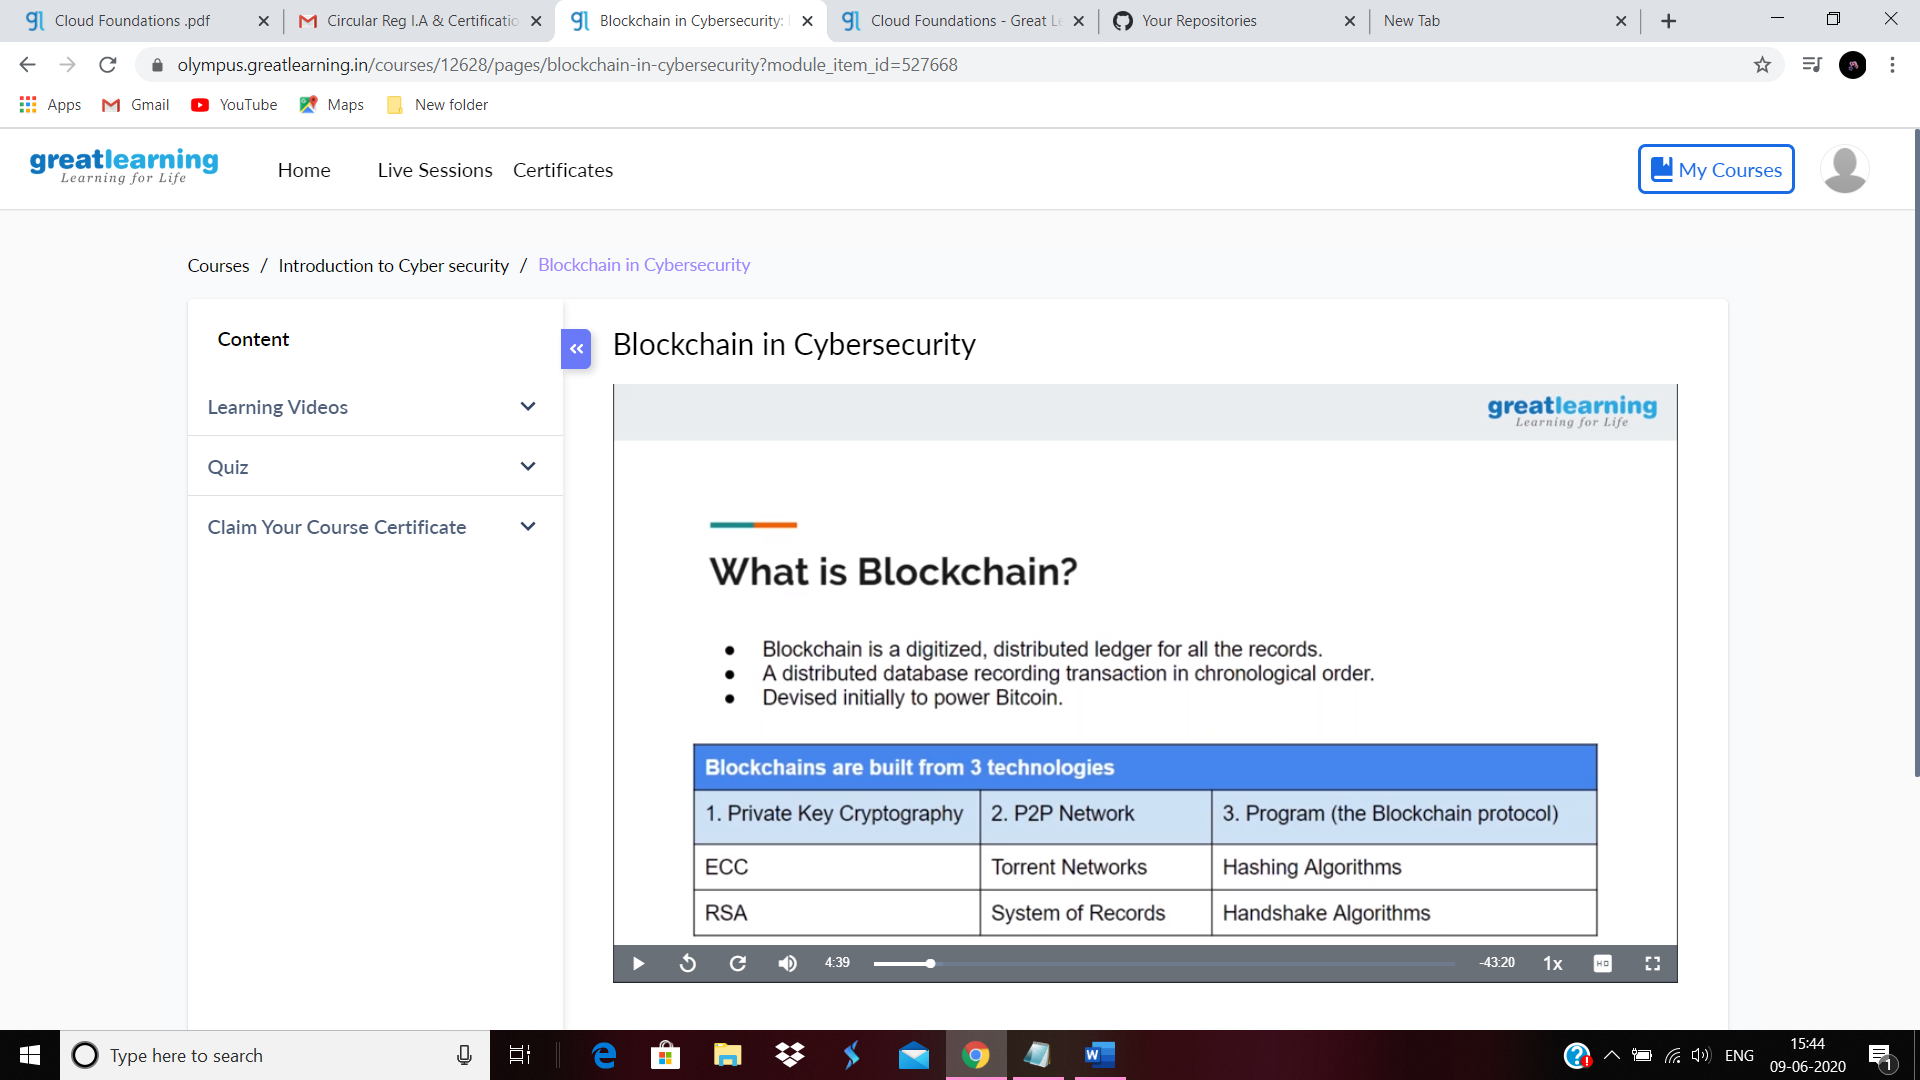 Cloud Foundations .pdf
Circular Reg I.A & Certificatio
Blockchain in Cybersecurity:
Cloud Foundations - Great Le
Your Repositories
New Tab
olympus.greatlearning.in/courses/12628/pages/blockchain-in-cybersecurity?module_item_id=527668
Apps
Gmail
YouTube
Maps
New folder
greatlearning
Learning for Life
Home
Live Sessions
Certificates
My Courses
Courses / Introduction to Cyber security / Blockchain in Cybersecurity
Content
Learning Videos
Quiz
Claim Your Course Certificate
Blockchain in Cybersecurity
greatlearning
Learning for Life
What is Blockchain?
● Blockchain is a digitized, distributed ledger for all the records.
● A distributed database recording transaction in chronological order.
● Devised initially to power Bitcoin.
Blockchains are built from 3 technologies
1. Private Key Cryptography 2. P2P Network 3. Program (the Blockchain protocol)
ECC Torrent Networks Hashing Algorithms
RSA System of Records Handshake Algorithms
4:39
-43:20
1x
HD
Type here to search
ENG
15:44
09-06-2020
1